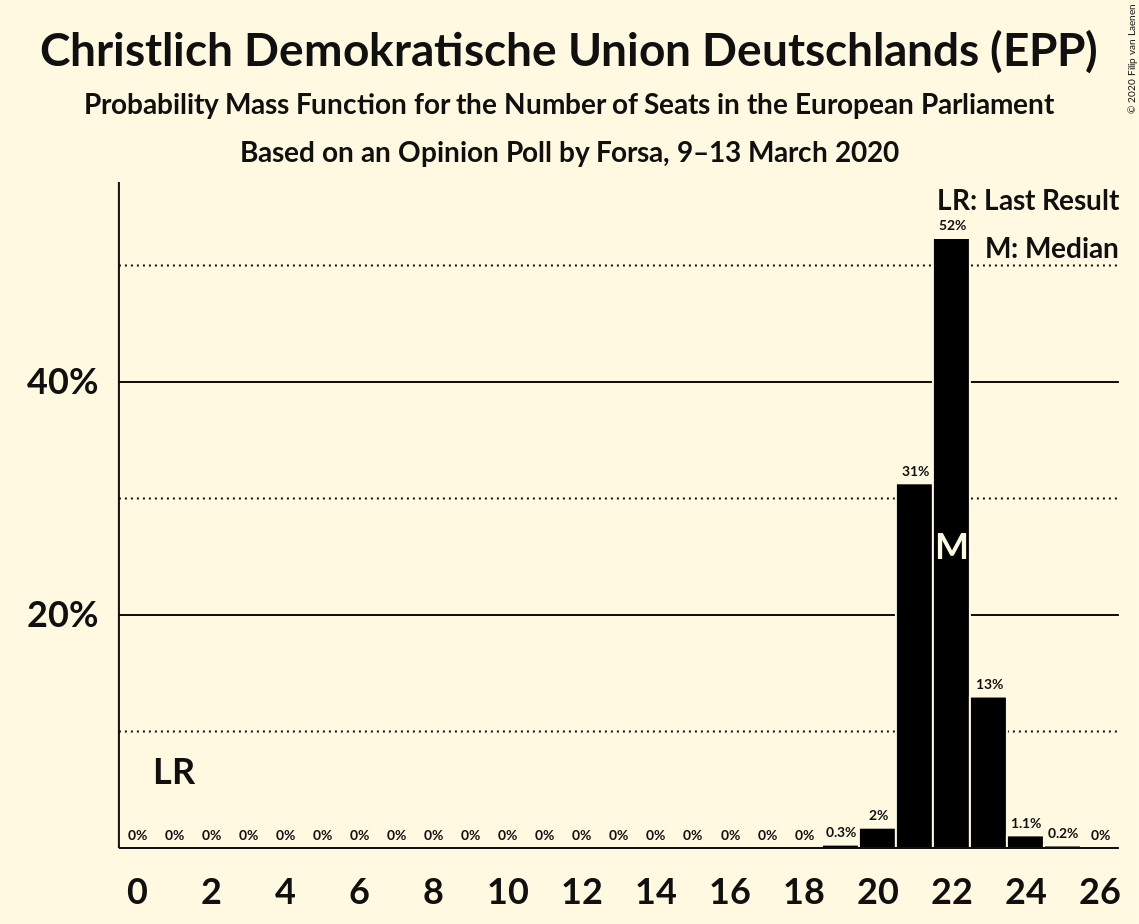 Christlich Demokratische Union Deutschlands (EPP)
Probability Mass Function for the Number of Seats in the European Parliament
Based on an Opinion Poll by Forsa, 9–13 March 2020
© 2020 Filip van Laenen
LR: Last Result
M: Median
52%
40%
31%
M
20%
13%
LR
0% 0% 0% 0% 0% 0% 0% 0% 0% 0% 0% 0% 0% 0% 0% 0% 0% 0% 0% 0.3% 2% 1.1% 0.2% 0%
0 2 4 6 8 10 12 14 16 18 20 22 24 26